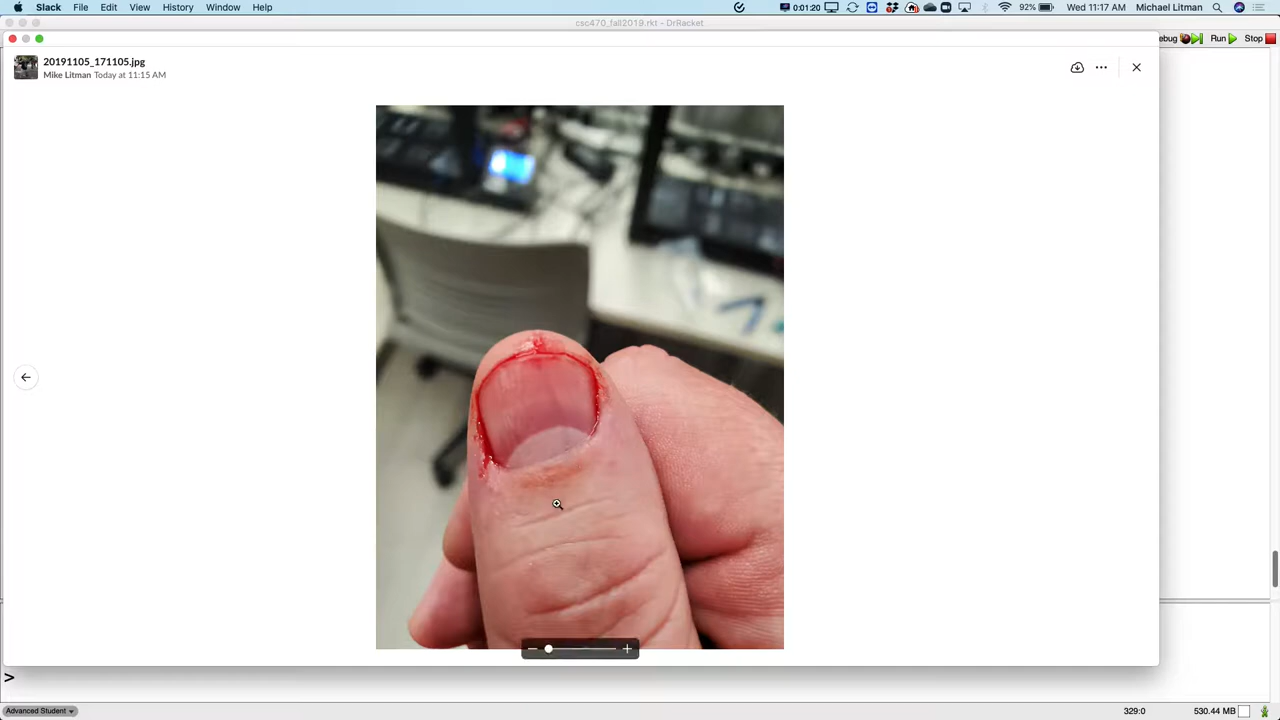 Slack File Edit View History Window Help
0:01:20 92% Wed 11:17 AM Michael Litman
csc470_fall2019.rkt - DrRacket
ebug Run Stop
20191105_171105.jpg
Mike Litman Today at 11:15 AM
>
Advanced Student 329:0 530.44 MB